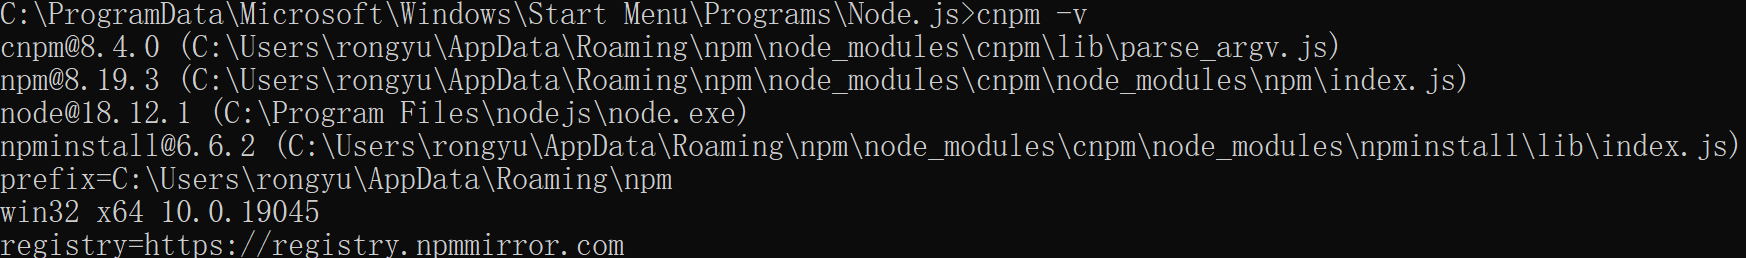 C:\ProgramData\Microsoft\Windows\Start Menu\Programs\Node.js>cnpm -v
cnpm@8.4.0 (C:\Users\rongyu\AppData\Roaming\npm\node_modules\cnpm\lib\parse_argv.js)
npm@8.19.3 (C:\Users\rongyu\AppData\Roaming\npm\node_modules\cnpm\node_modules\npm\index.js)
node@18.12.1 (C:\Program Files\nodejs\node.exe)
npminstall@6.6.2 (C:\Users\rongyu\AppData\Roaming\npm\node_modules\cnpm\node_modules\npminstall\lib\index.js)
prefix=C:\Users\rongyu\AppData\Roaming\npm
win32 x64 10.0.19045
registry=https://registry.npmmirror.com